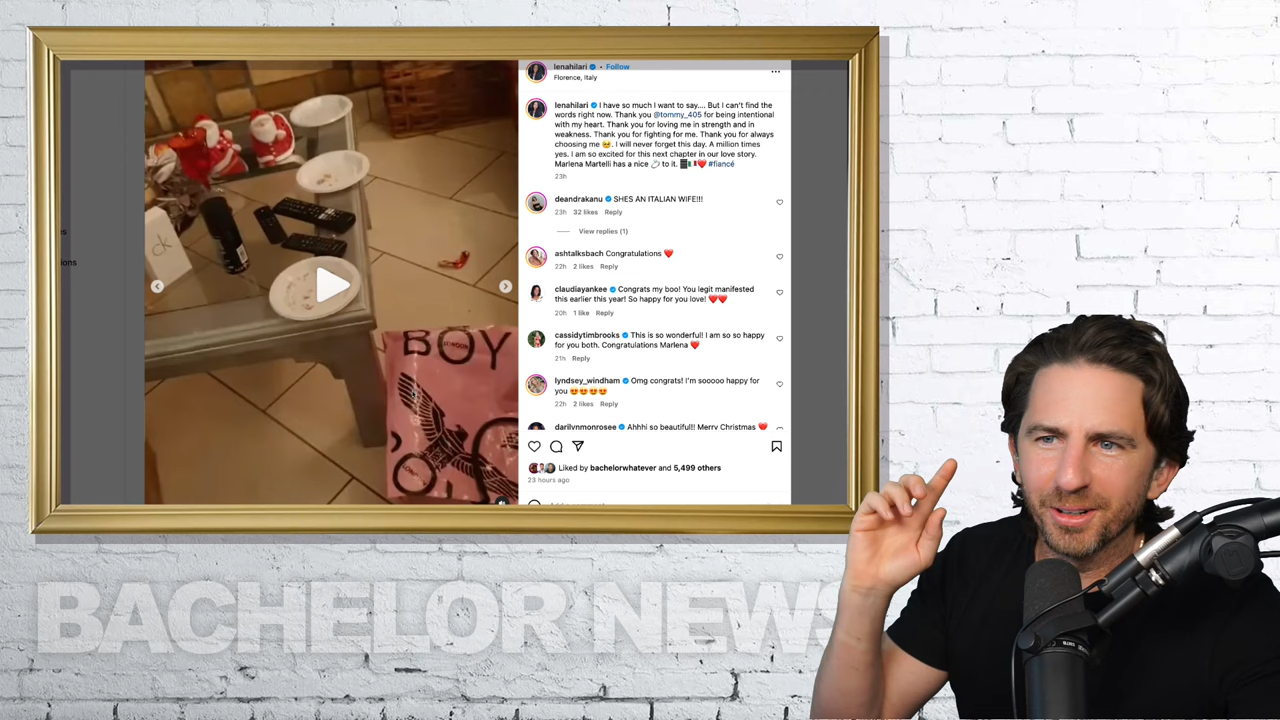 lenahilari • Follow
Florence, Italy
lenahilari I have so much I want to say.... But I can't find the
words right now. Thank you @tommy_405 for being intentional
with my heart. Thank you for loving me in strength and in
weakness. Thank you for fighting for me. Thank you for always
choosing me 🥹. I will never forget this day. A million times
yes. I am so excited for this next chapter in our love story.
Marlena Martelli has a nice 💍 to it. #fiancé
23h
deandrakanu SHES AN ITALIAN WIFE!!!
23h 32 likes Reply
View replies (1)
ashtalksbach Congratulations ❤️
22h 2 likes Reply
claudiayankee Congrats my boo! You legit manifested
this earlier this year! So happy for you love! ❤️❤️
20h 1 like Reply
cassidytimbrooks This is so wonderful! I am so so happy
for you both. Congratulations Marlena ❤️
21h Reply
lyndsey_windham Omg congrats! I'm sooooo happy for
you 😍😍😍😍
22h 2 likes Reply
darilynmonrosee Ahhhi so beautiful!! Merry Christmas ❤️
Liked by bachelorwhatever and 5,499 others
23 hours ago
ck
BOY
LONDON
BACHELOR NEWS